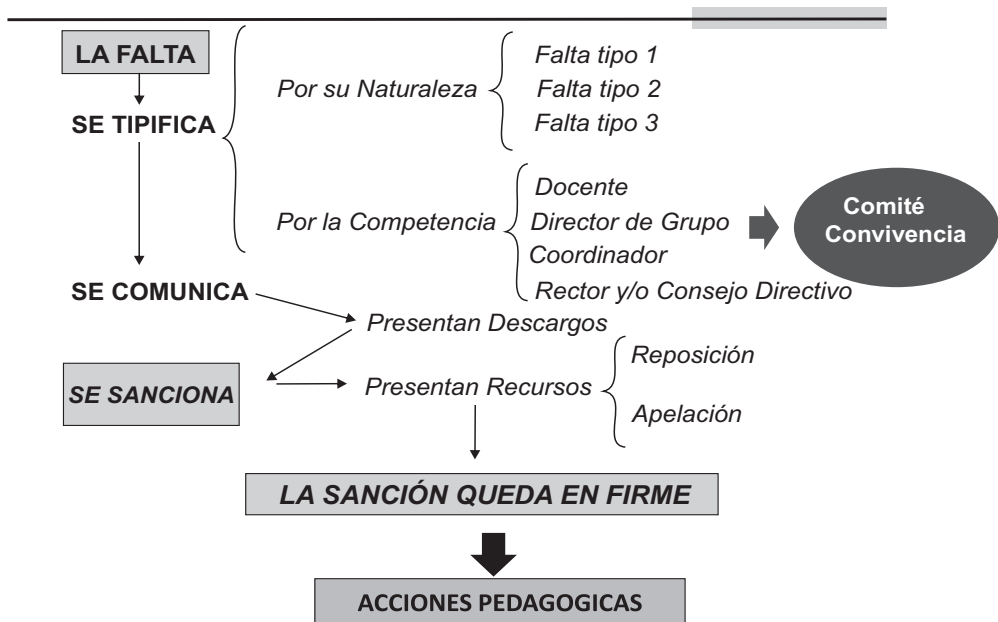 LA FALTA
SE TIPIFICA
Por su Naturaleza
Falta tipo 1
Falta tipo 2
Falta tipo 3
Por la Competencia
Docente
Director de Grupo
Coordinador
Rector y/o Consejo Directivo
Comité
Convivencia
SE COMUNICA
Presentan Descargos
SE SANCIONA
Presentan Recursos
Reposición
Apelación
LA SANCIÓN QUEDA EN FIRME
ACCIONES PEDAGOGICAS